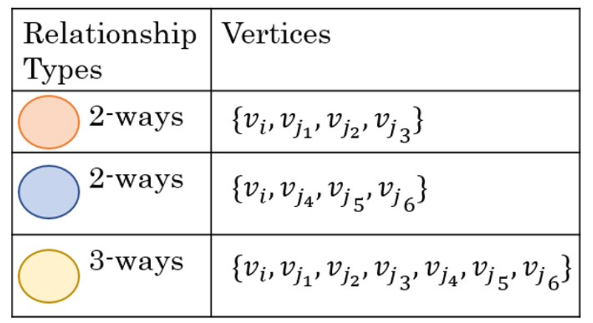 Relationship Types Vertices
2-ways {v_i, v_{j_1}, v_{j_2}, v_{j_3}}
2-ways {v_i, v_{j_4}, v_{j_5}, v_{j_6}}
3-ways {v_i, v_{j_1}, v_{j_2}, v_{j_3}, v_{j_4}, v_{j_5}, v_{j_6}}